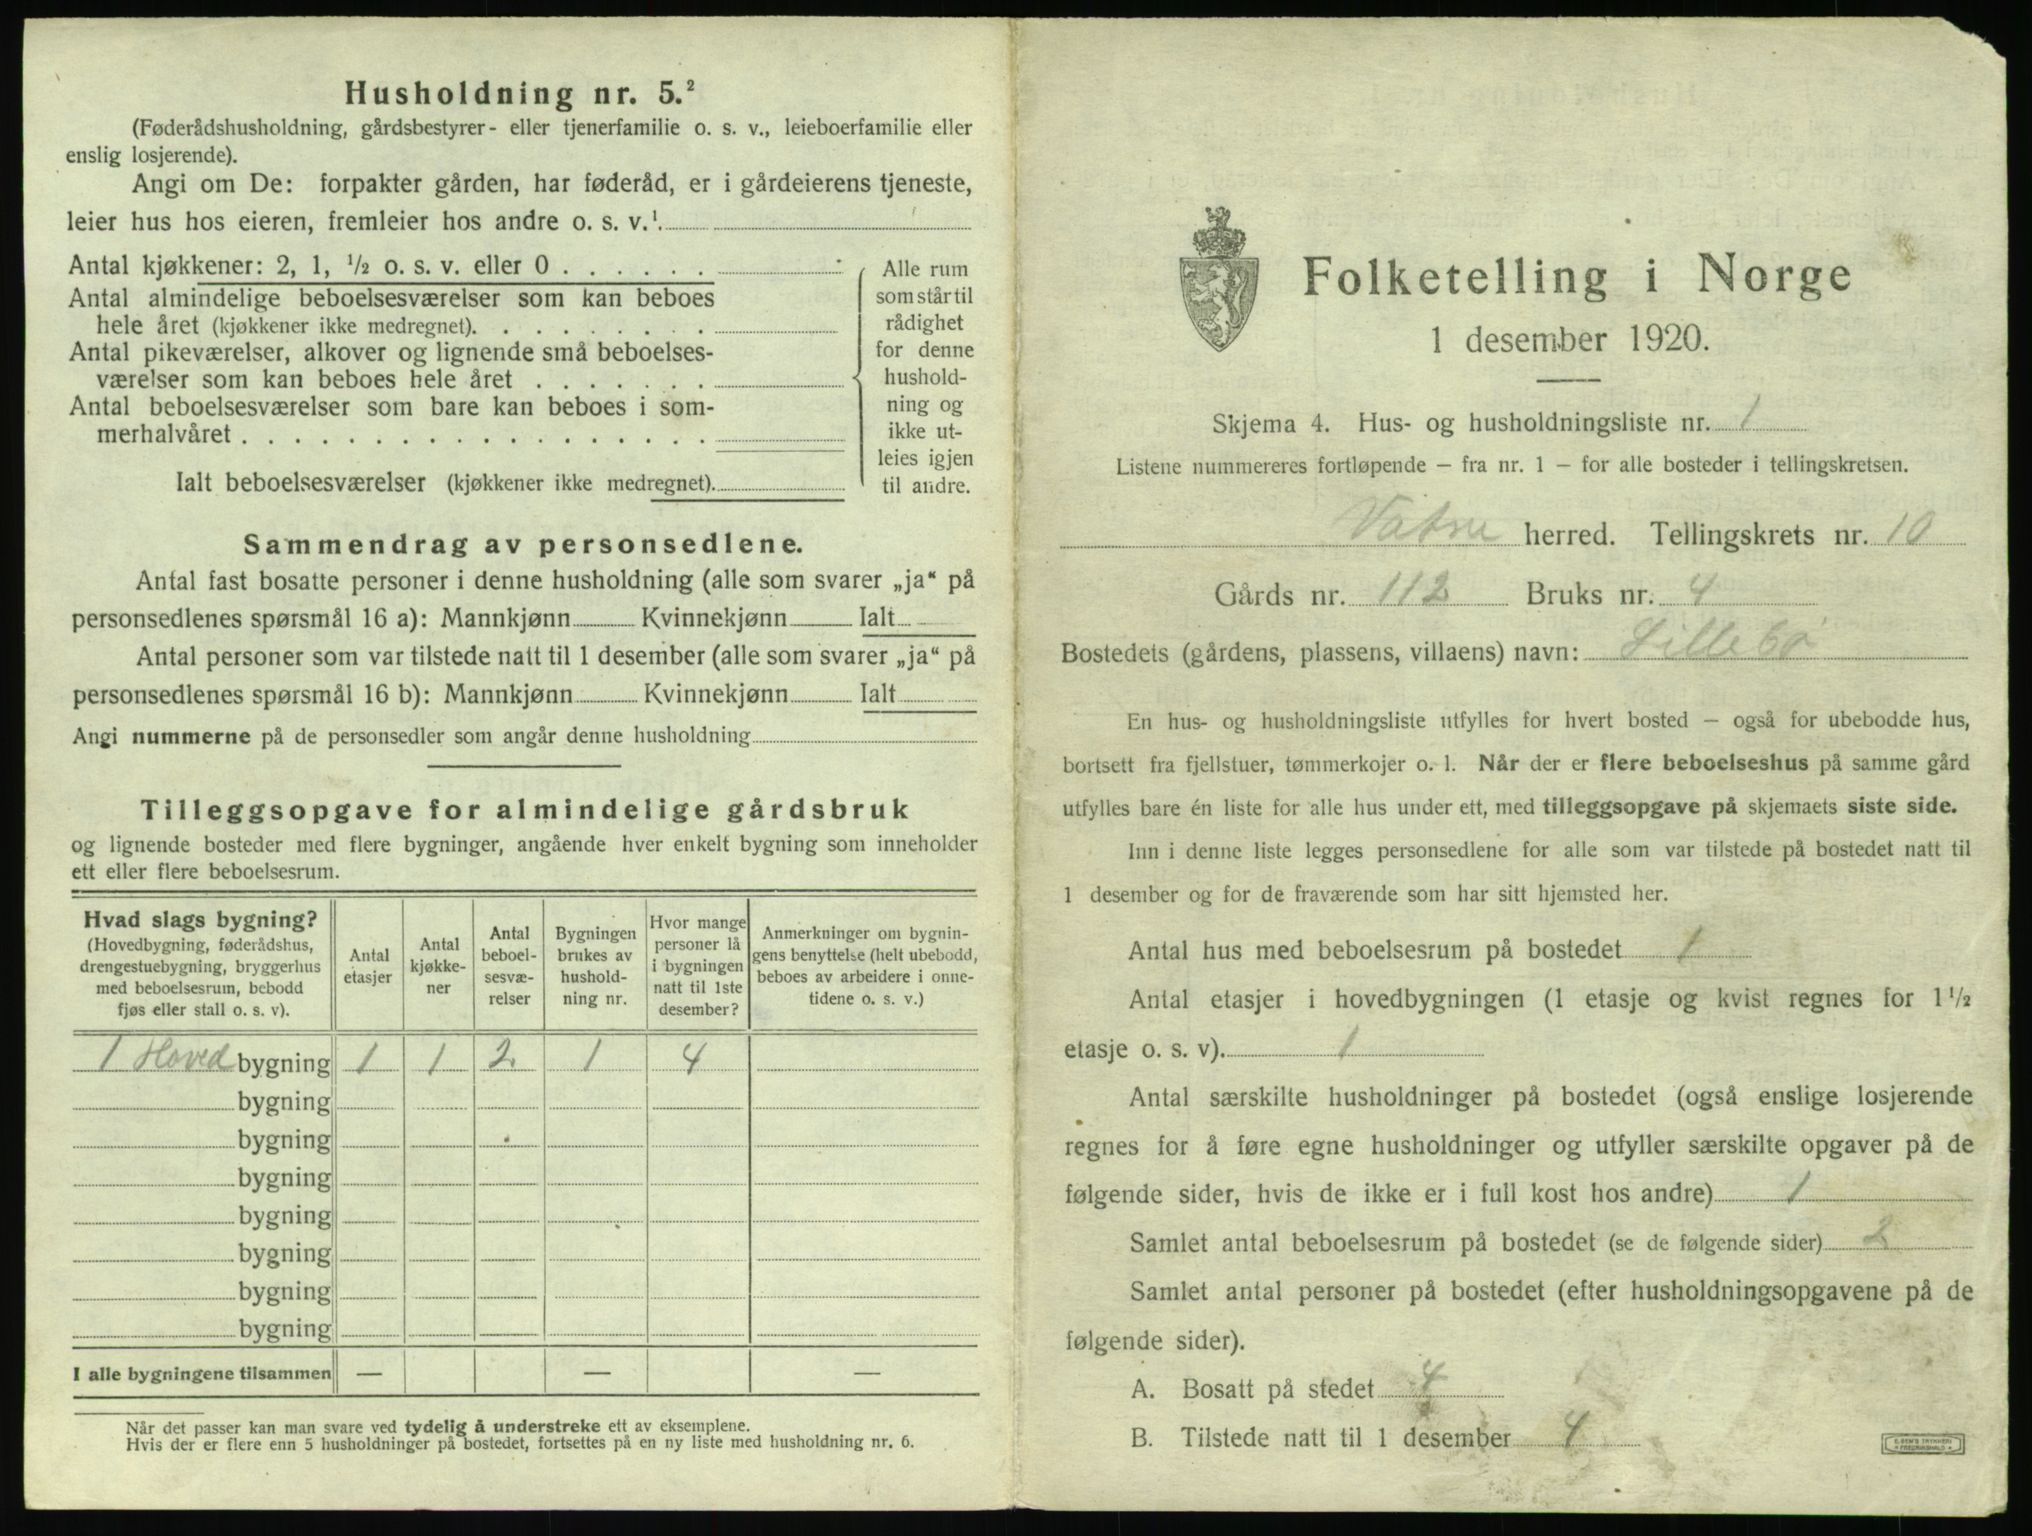 Husholdning nr. 5.²
(Føderådshusholdning, gårdsbestyrer- eller tjenerfamilie o. s. v., leieboerfamilie eller
enslig losjerende).
Angi om De: forpakter gården, har føderåd, er i gårdeierens tjeneste,
leier hus hos eieren, fremleier hos andre o. s. v.¹.
Antal kjøkkener: 2, 1, ½ o. s. v. eller 0 . . . . . .
Antal almindelige beboelsesværelser som kan beboes
hele året (kjøkkener ikke medregnet). . . . . . . . .
Antal pikeværelser, alkover og lignende små beboelses-
værelser som kan beboes hele året . . . . . . .
Antal beboelsesværelser som bare kan beboes i som-
merhalvåret . . . . . . . . . . . . . . . . . .
Ialt beboelsesværelser (kjøkkener ikke medregnet).
Alle rum
som står til
rådighet
for denne
hushold-
ning og
ikke ut-
leies igjen
til andre.
Sammendrag av personsedlene.
Antal fast bosatte personer i denne husholdning (alle som svarer „ja“ på
personsedlenes spørsmål 16 a): Mannkjønn Kvinnekjønn Ialt
Antal personer som var tilstede natt til 1 desember (alle som svarer „ja“ på
personsedlenes spørsmål 16 b): Mannkjønn Kvinnekjønn Ialt
Angi nummerne på de personsedler som angår denne husholdning
Tilleggsopgave for almindelige gårdsbruk
og lignende bosteder med flere bygninger, angående hver enkelt bygning som inneholder
ett eller flere beboelsesrum.
Hvad slags bygning?
(Hovedbygning, føderådshus,
drengestuebygning, bryggerhus
med beboelsesrum, bebodd
fjøs eller stall o. s. v).
Antal
etasjer
Antal
kjøkke-
ner
Antal
beboel-
sesvæ-
relser
Bygningen
brukes av
hushold-
ning nr.
Hvor mange
personer lå
i bygningen
natt til 1ste
desember?
Anmerkninger om bygnin-
gens benyttelse (helt ubebodd,
beboes av arbeidere i onne-
tidene o. s. v.)
1 Hoved bygning 1 1 2 1 4
bygning
bygning
bygning
bygning
bygning
bygning
bygning
I alle bygningene tilsammen — — —
Når det passer kan man svare ved tydelig å understreke ett av eksemplene.
Hvis der er flere enn 5 husholdninger på bostedet, fortsettes på en ny liste med husholdning nr. 6.
Folketelling i Norge
1 desember 1920.
Skjema 4. Hus- og husholdningsliste nr. 1
Listene nummereres fortløpende – fra nr. 1 – for alle bosteder i tellingskretsen.
Vatne herred. Tellingskrets nr. 10
Gårds nr. 112 Bruks nr. 4
Bostedets (gårdens, plassens, villaens) navn: Lillebø
En hus- og husholdningsliste utfylles for hvert bosted – også for ubebodde hus,
bortsett fra fjellstuer, tømmerkojer o. l. Når der er flere beboelseshus på samme gård
utfylles bare én liste for alle hus under ett, med tilleggsopgave på skjemaets siste side.
Inn i denne liste legges personsedlene for alle som var tilstede på bostedet natt til
1 desember og for de fraværende som har sitt hjemsted her.
Antal hus med beboelsesrum på bostedet 1
Antal etasjer i hovedbygningen (1 etasje og kvist regnes for 1½
etasje o. s. v). 1
Antal særskilte husholdninger på bostedet (også enslige losjerende
regnes for å føre egne husholdninger og utfyller særskilte opgaver på de
følgende sider, hvis de ikke er i full kost hos andre) 1
Samlet antal beboelsesrum på bostedet (se de følgende sider) 2
Samlet antal personer på bostedet (efter husholdningsopgavene på de
følgende sider).
A. Bosatt på stedet 4
B. Tilstede natt til 1 desember 4